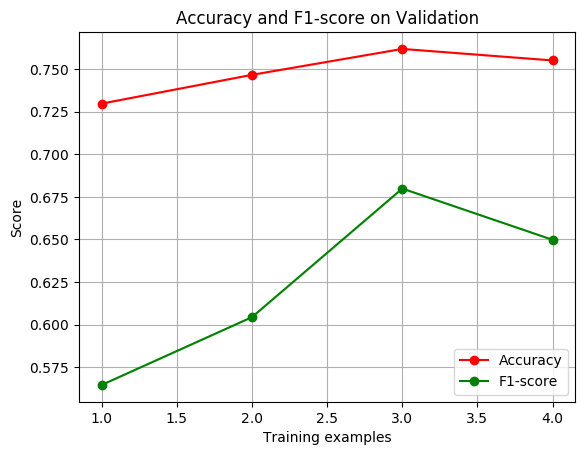 Accuracy and F1-score on Validation
0.750
0.725
0.700
0.675
0.650
0.625
0.600
0.575
Score
1.0 1.5 2.0 2.5 3.0 3.5 4.0
Training examples
Accuracy
F1-score